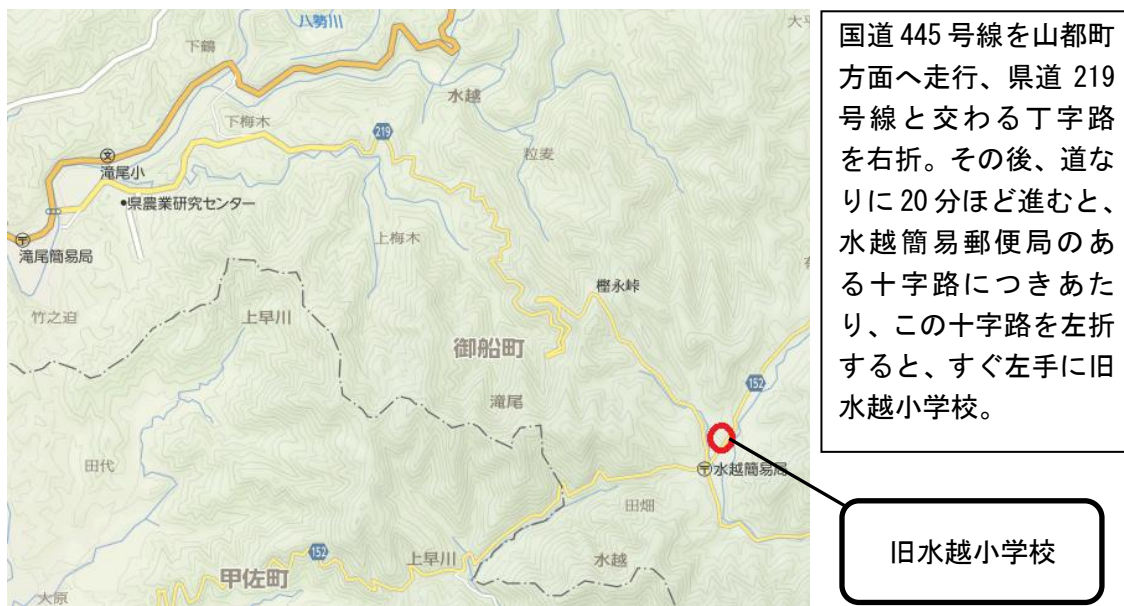 八勢川
下鶴
水越
下梅木
219
粒麦
滝尾小
•県農業研究センター
上梅木
滝尾簡易局
樫永峠
竹之迫
上早川
御船町
滝尾
152
水越簡易局
田代
田畑
152
上早川
水越
甲佐町
大原
国道 445 号線を山都町
方面へ走行、県道 219
号線と交わる丁字路
を右折。その後、道な
りに 20 分ほど進むと、
水越簡易郵便局のあ
る十字路につきあた
り、この十字路を左折
すると、すぐ左手に旧
水越小学校。
旧水越小学校